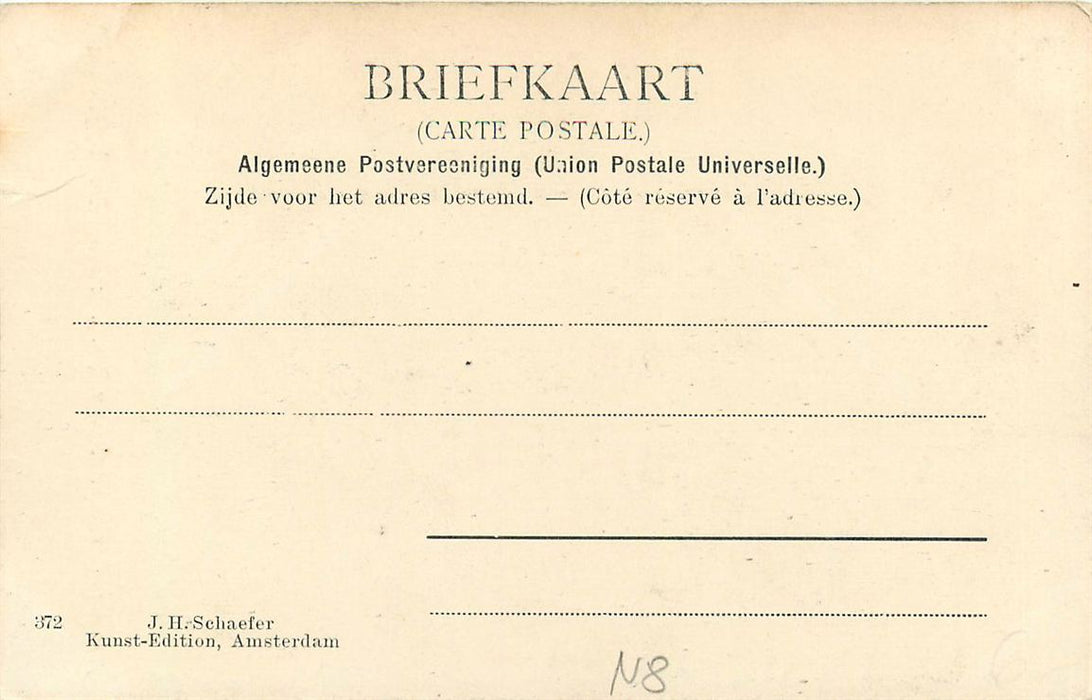 BRIEFKAART
(CARTE POSTALE.)
Algemeene Postvereeniging (Union Postale Universelle.)
Zijde voor het adres bestemd. — (Côté réservé à l'adresse.)
372
J. H. Schaefer
Kunst-Edition, Amsterdam
N8